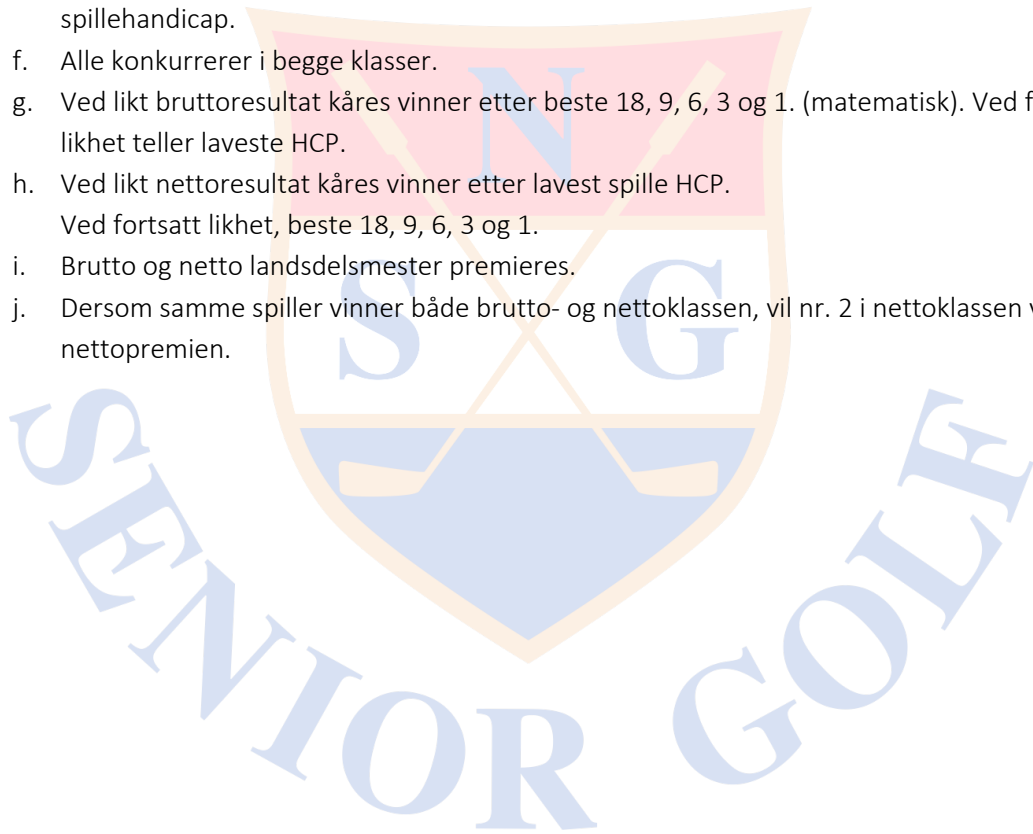 spillehandicap.
f. Alle konkurrerer i begge klasser.
g. Ved likt bruttoresultat kåres vinner etter beste 18, 9, 6, 3 og 1. (matematisk). Ved
likhet teller laveste HCP.
h. Ved likt nettoresultat kåres vinner etter lavest spille HCP.
Ved fortsatt likhet, beste 18, 9, 6, 3 og 1.
i. Brutto og netto landsdelsmester premieres.
j. Dersom samme spiller vinner både brutto- og nettoklassen, vil nr. 2 i nettoklassen
nettopremien.
N
S G
SENIOR GOLF